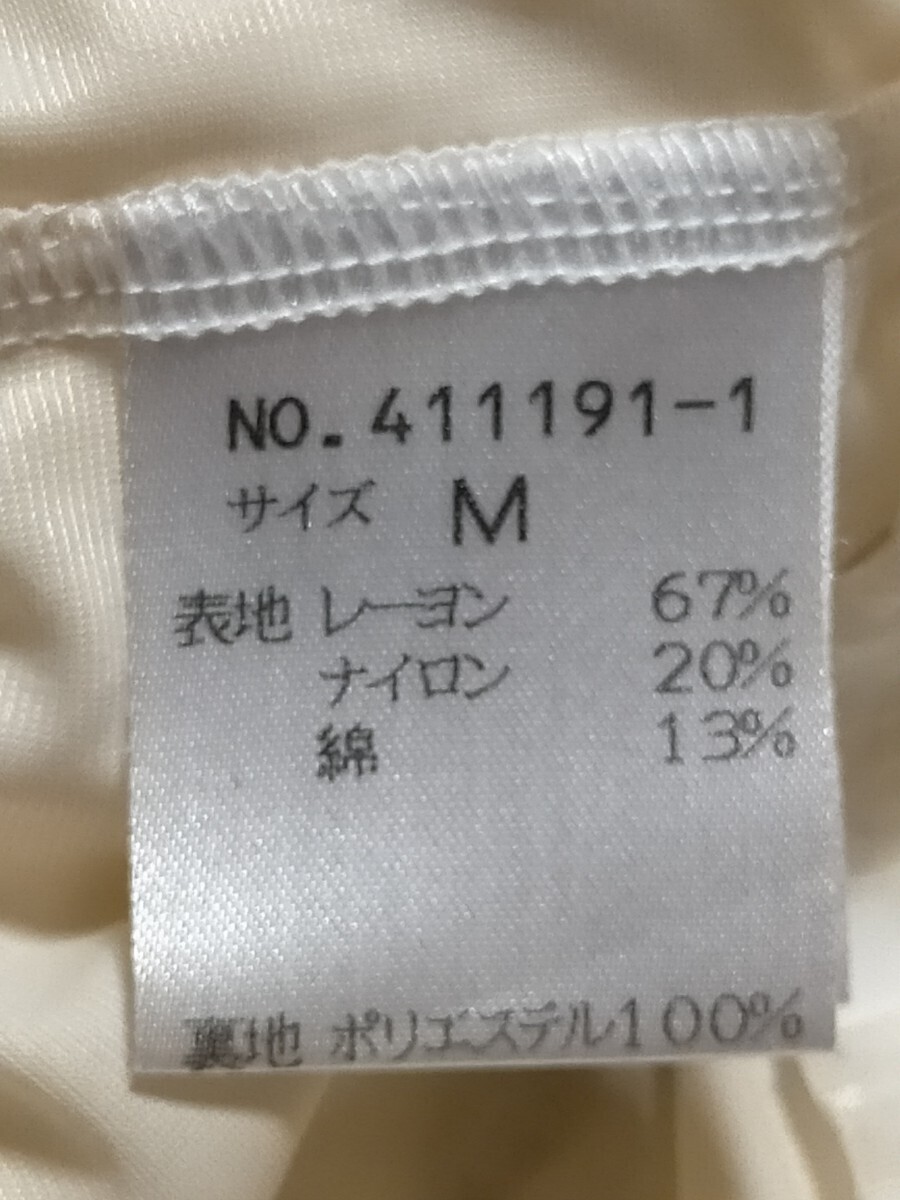 NO.411191-1
サイズ M
表地 レーヨン 67%
ナイロン 20%
綿 13%
裏地 ポリエステル100%